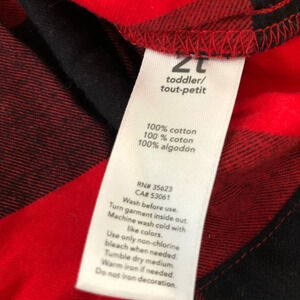 2t
toddler/
tout-petit
100% cotton
100 % coton
100% algodón
RN# 35623
CA# 53061
Wash before use.
Turn garment inside out.
Machine wash cold with
like colors.
Use only non-chlorine
bleach when needed.
Tumble dry medium.
Warm iron if needed.
Do not iron decoration.